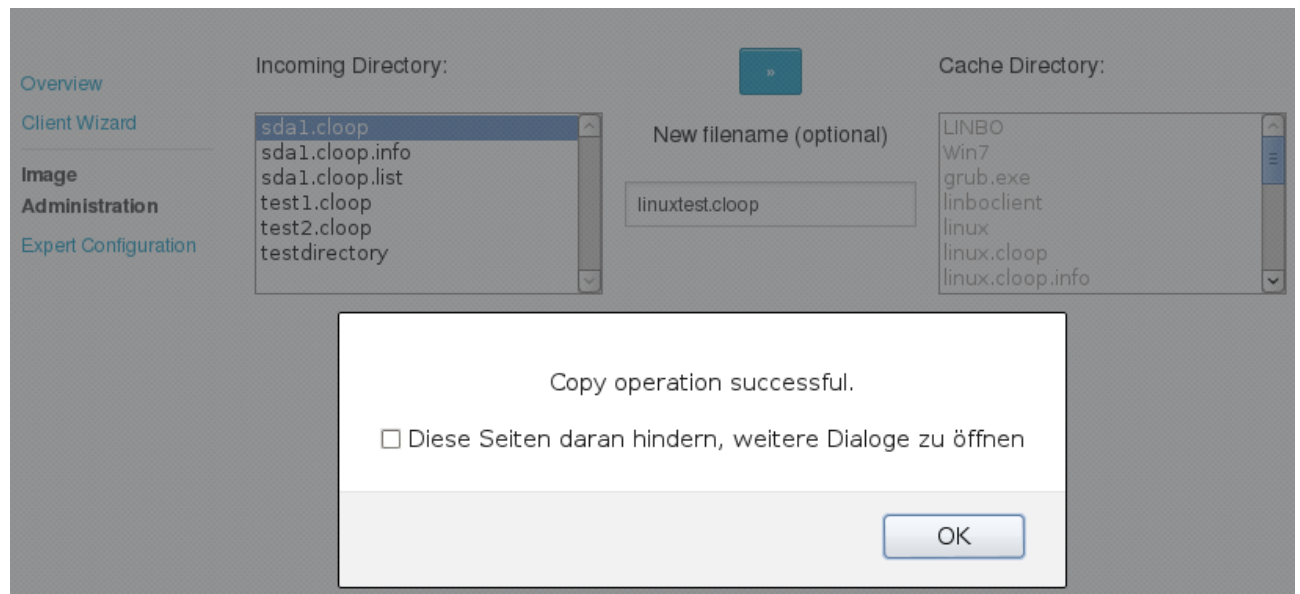 Overview
Client Wizard
Image
Administration
Expert Configuration
Incoming Directory:
sda1.cloop
sda1.cloop.info
sda1.cloop.list
test1.cloop
test2.cloop
testdirectory
»
New filename (optional)
linuxtest.cloop
Cache Directory:
LINBO
Win7
grub.exe
linboclient
linux
linux.cloop
linux.cloop.info
Copy operation successful.
Diese Seiten daran hindern, weitere Dialoge zu öffnen
OK